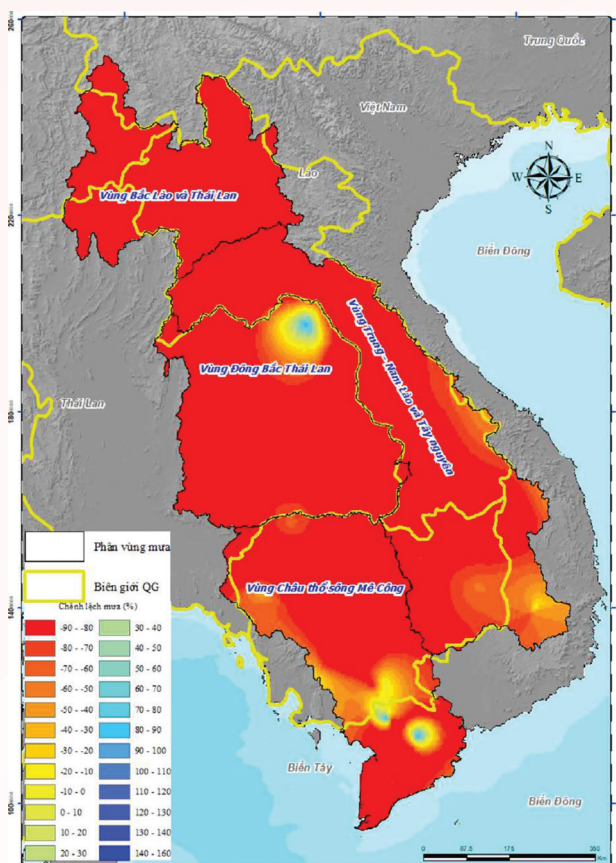 260
220
180
140
100
Trung Quốc
Việt Nam
Lào
N
W
E
S
Vùng Bắc Lào và Thái Lan
Biển Đông
Vùng Đông Bắc Thái Lan
Vùng Trung - Nam Lào và Tây nguyên
Thái Lan
Vùng Châu thổ sông Mê Công
Biển Tây
Biển Đông
Phân vùng mưa
Biên giới QG
Chênh lệch mưa (%)
-90 - -80
-80 - -70
-70 - -60
-60 - -50
-50 - -40
-40 - -30
-30 - -20
-20 - -10
-10 - 0
0 - 10
10 - 20
20 - 30
30 - 40
40 - 50
50 - 60
60 - 70
70 - 80
80 - 90
90 - 100
100 - 110
110 - 120
120 - 130
130 - 140
140 - 160
0 87.5 175 350